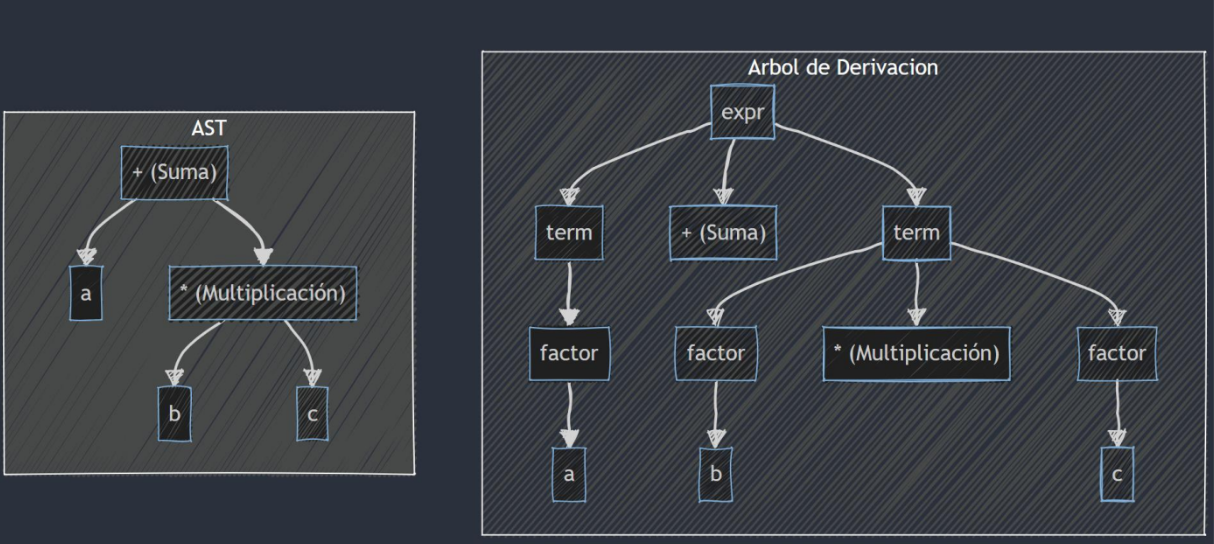 AST
+ (Suma)
a
* (Multiplicación)
b
c
Arbol de Derivacion
expr
term
+ (Suma)
term
factor
factor
* (Multiplicación)
factor
a
b
c